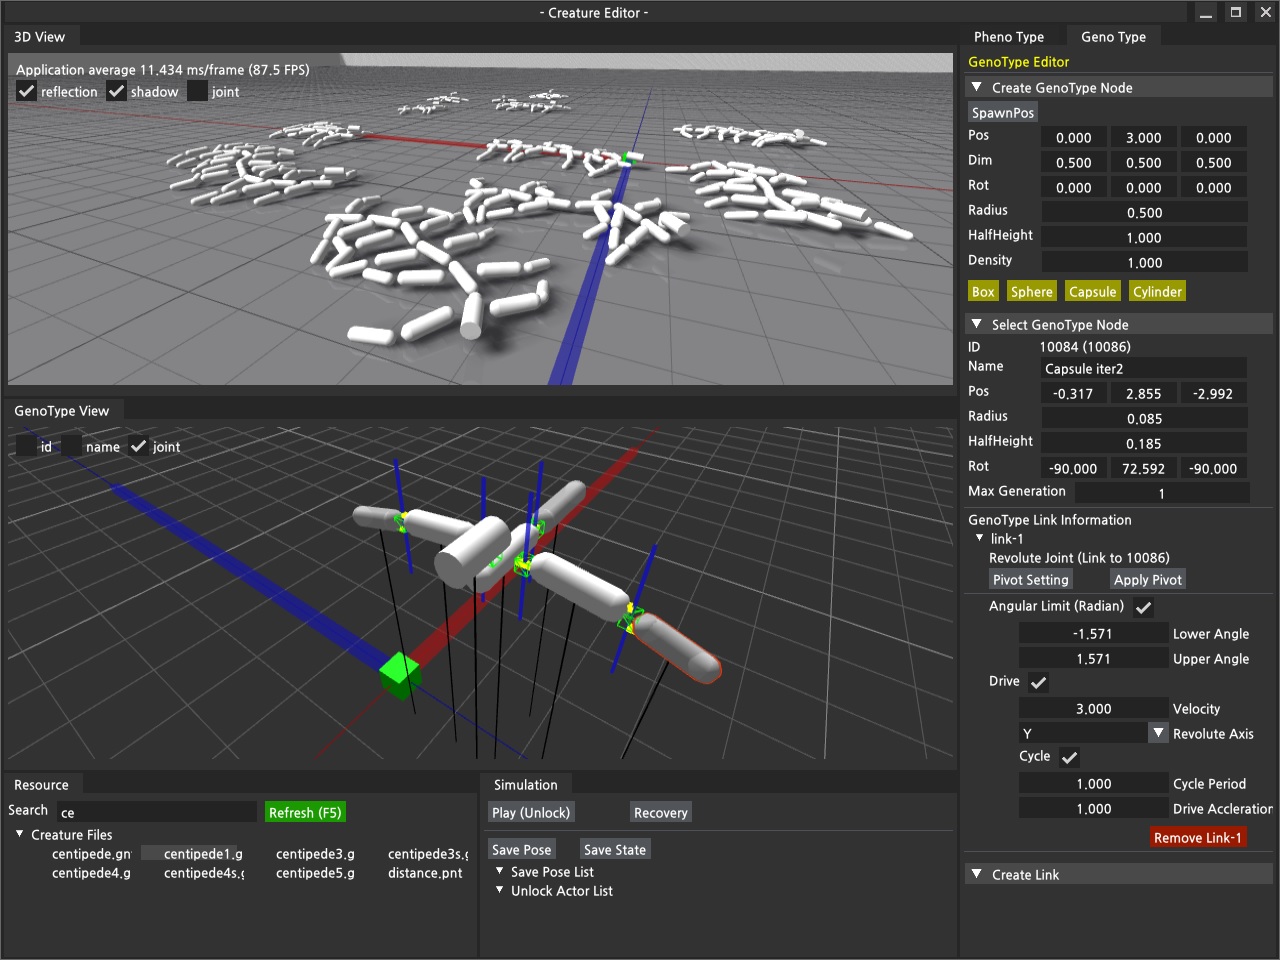 - Creature Editor -
3D View
Application average 11.434 ms/frame (87.5 FPS)
reflection shadow joint
GenoType View
id name joint
Resource
Search ce Refresh (F5)
Creature Files
centipede.gn centipede1.g centipede3.g centipede3s.g
centipede4.g centipede4s.g centipede5.g distance.pnt
Simulation
Play (Unlock) Recovery
Save Pose Save State
Save Pose List
Unlock Actor List
Pheno Type Geno Type
GenoType Editor
Create GenoType Node
SpawnPos
Pos 0.000 3.000 0.000
Dim 0.500 0.500 0.500
Rot 0.000 0.000 0.000
Radius 0.500
HalfHeight 1.000
Density 1.000
Box Sphere Capsule Cylinder
Select GenoType Node
ID 10084 (10086)
Name Capsule iter2
Pos -0.317 2.855 -2.992
Radius 0.085
HalfHeight 0.185
Rot -90.000 72.592 -90.000
Max Generation 1
GenoType Link Information
link-1
Revolute Joint (Link to 10086)
Pivot Setting Apply Pivot
Angular Limit (Radian)
-1.571 Lower Angle
1.571 Upper Angle
Drive
3.000 Velocity
Y Revolute Axis
Cycle
1.000 Cycle Period
1.000 Drive Accleration
Remove Link-1
Create Link